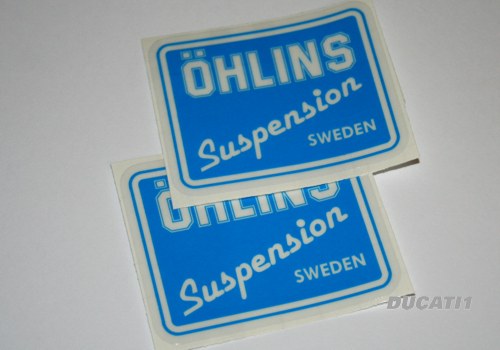 ÖHLINS
Suspension
SWEDEN
ÖHLINS
Suspension
SWEDEN
DUCATI1